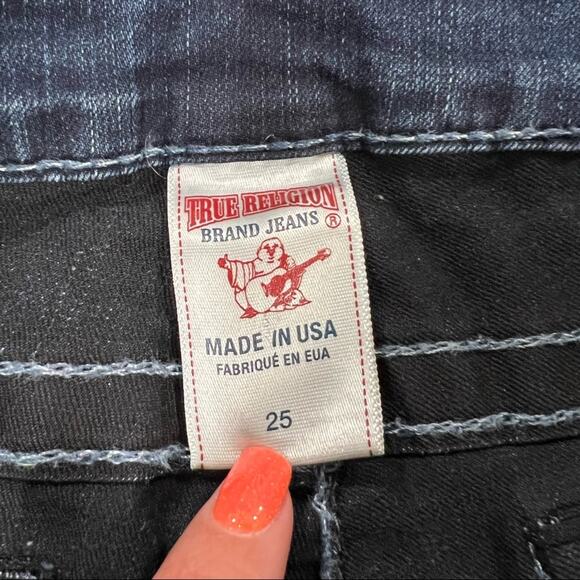 TRUE RELIGION
BRAND JEANS ®
MADE IN USA
FABRIQUÉ EN EUA
25